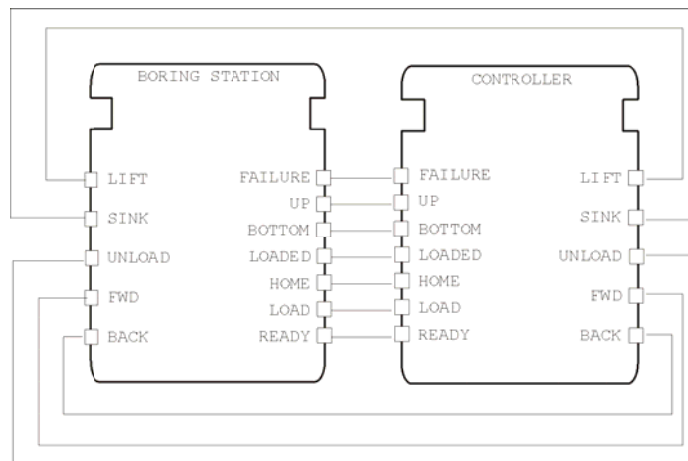 BORING STATION
LIFT
SINK
UNLOAD
FWD
BACK
FAILURE
UP
BOTTOM
LOADED
HOME
LOAD
READY
CONTROLLER
FAILURE
UP
BOTTOM
LOADED
HOME
LOAD
READY
LIFT
SINK
UNLOAD
FWD
BACK